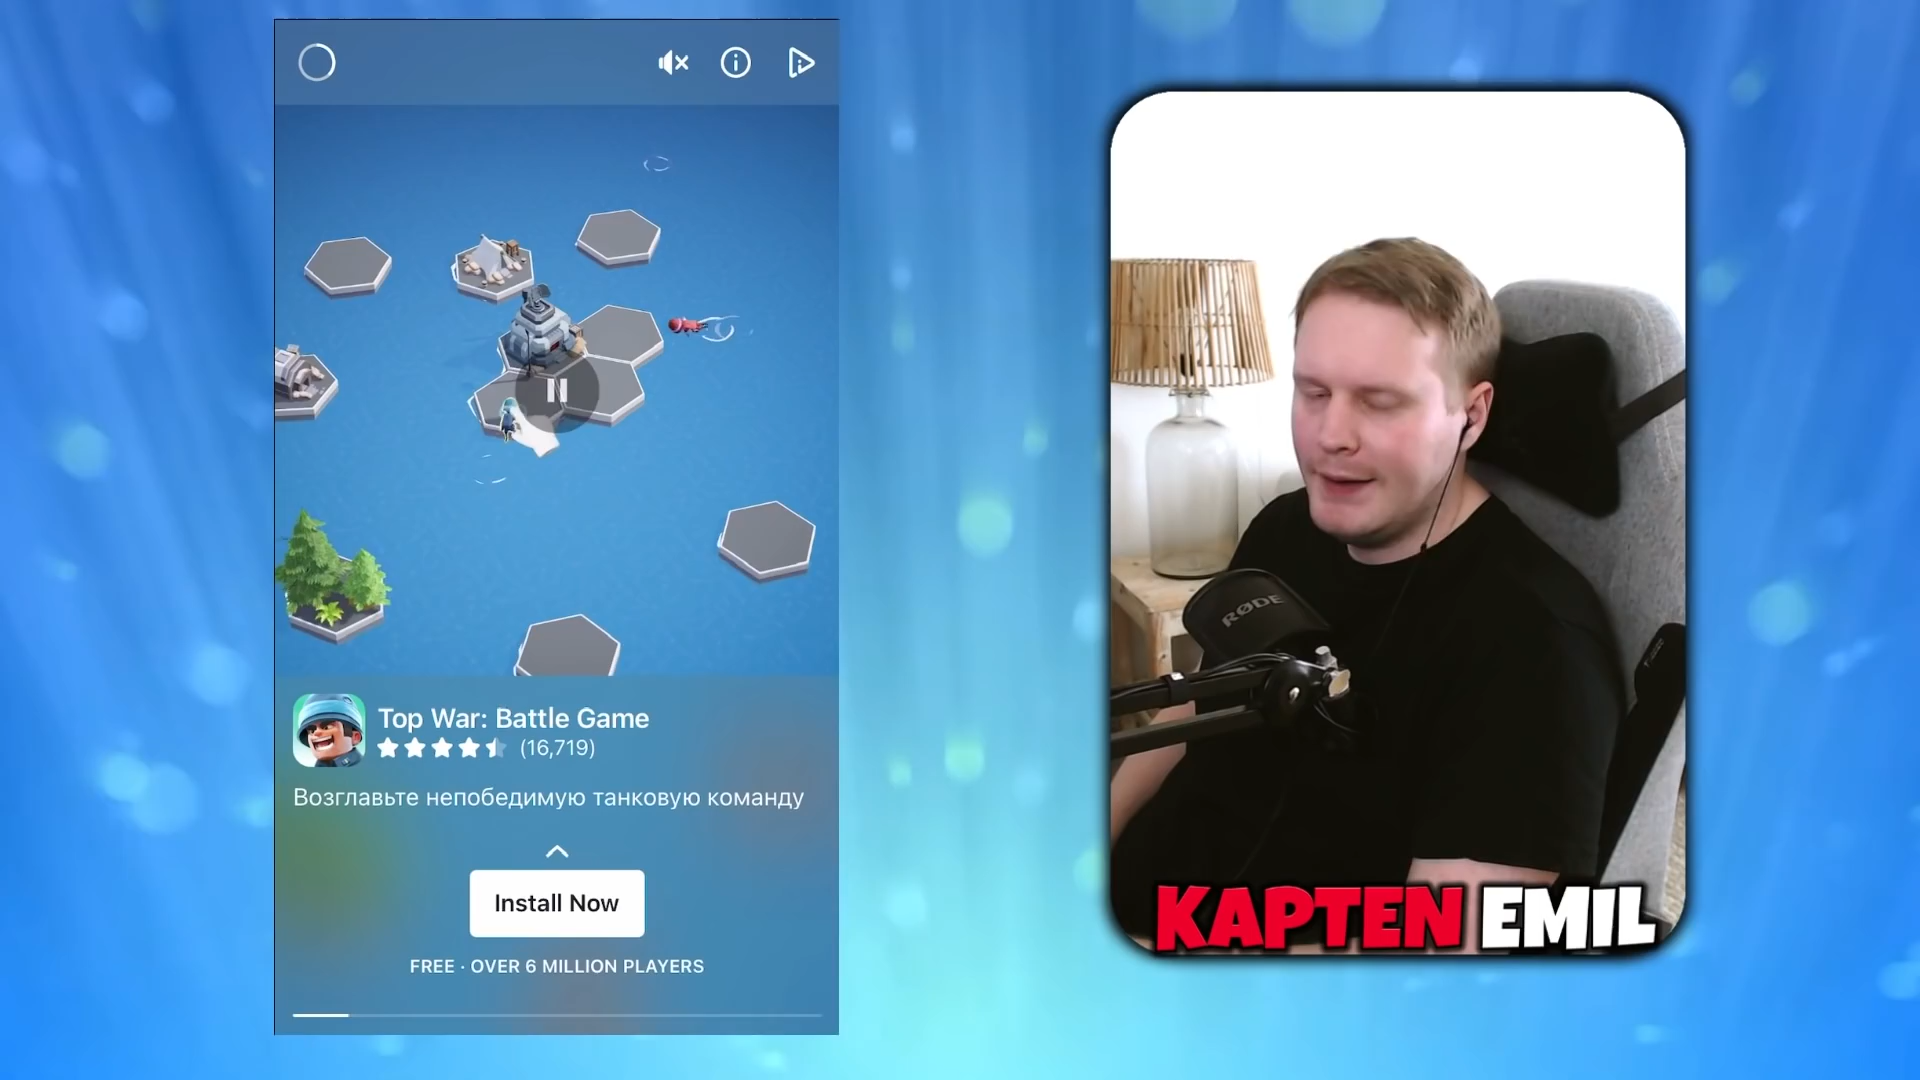 Top War: Battle Game
(16,719)
Возглавьте непобедимую танковую команду
Install Now
FREE · OVER 6 MILLION PLAYERS
RØDE
KAPTEN EMIL